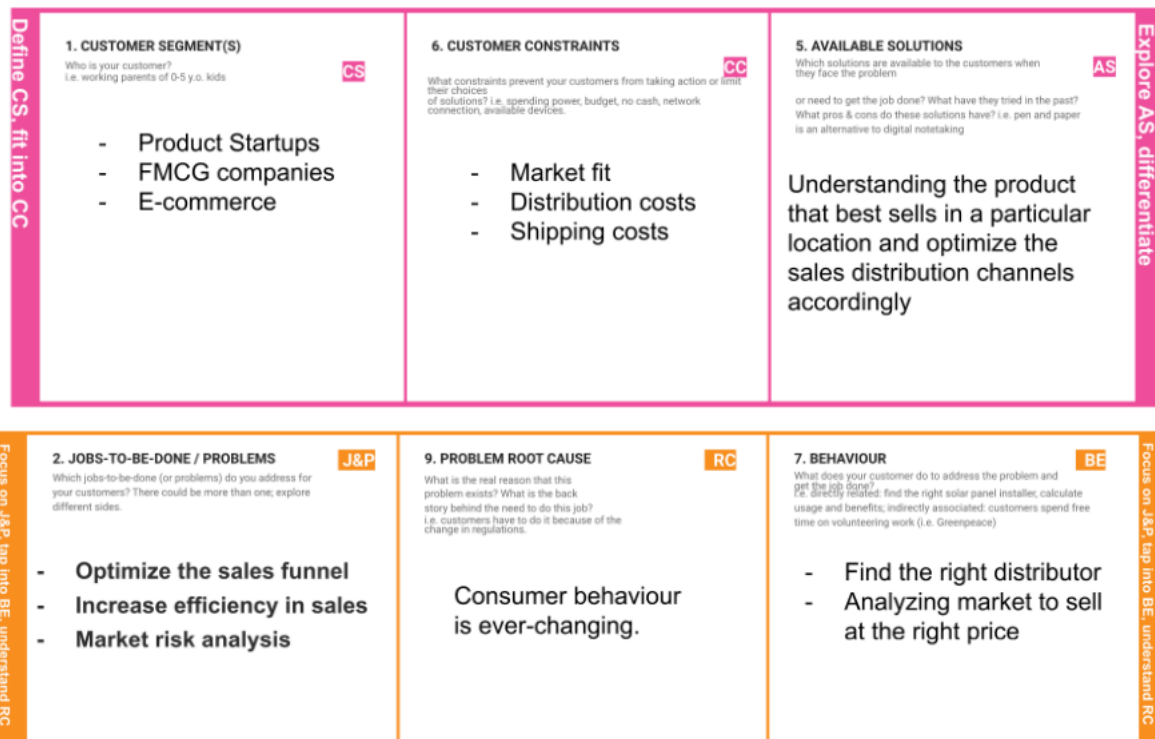 Define CS, fit into CC
1. CUSTOMER SEGMENT(S)
Who is your customer?
i.e. working parents of 0-5 y.o. kids
CS
- Product Startups
- FMCG companies
- E-commerce
6. CUSTOMER CONSTRAINTS
CC
What constraints prevent your customers from taking action or limit
their choices
of solutions? i.e. spending power, budget, no cash, network
connection, available devices.
- Market fit
- Distribution costs
- Shipping costs
5. AVAILABLE SOLUTIONS
Which solutions are available to the customers when
they face the problem
AS
or need to get the job done? What have they tried in the past?
What pros & cons do these solutions have? i.e. pen and paper
is an alternative to digital notetaking
Understanding the product
that best sells in a particular
location and optimize the
sales distribution channels
accordingly
Explore AS, differentiate
Focus on J&P, tap into BE, understand RC
2. JOBS-TO-BE-DONE / PROBLEMS
J&P
Which jobs-to-be-done (or problems) do you address for
your customers? There could be more than one; explore
different sides.
- Optimize the sales funnel
- Increase efficiency in sales
- Market risk analysis
9. PROBLEM ROOT CAUSE
RC
What is the real reason that this
problem exists? What is the back
story behind the need to do this job?
i.e. customers have to do it because of the
change in regulations.
Consumer behaviour
is ever-changing.
7. BEHAVIOUR
BE
What does your customer do to address the problem and
get the job done?
i.e. directly related: find the right solar panel installer, calculate
usage and benefits; indirectly associated: customers spend free
time on volunteering work (i.e. Greenpeace)
- Find the right distributor
- Analyzing market to sell
at the right price
Focus on J&P, tap into BE, understand RC